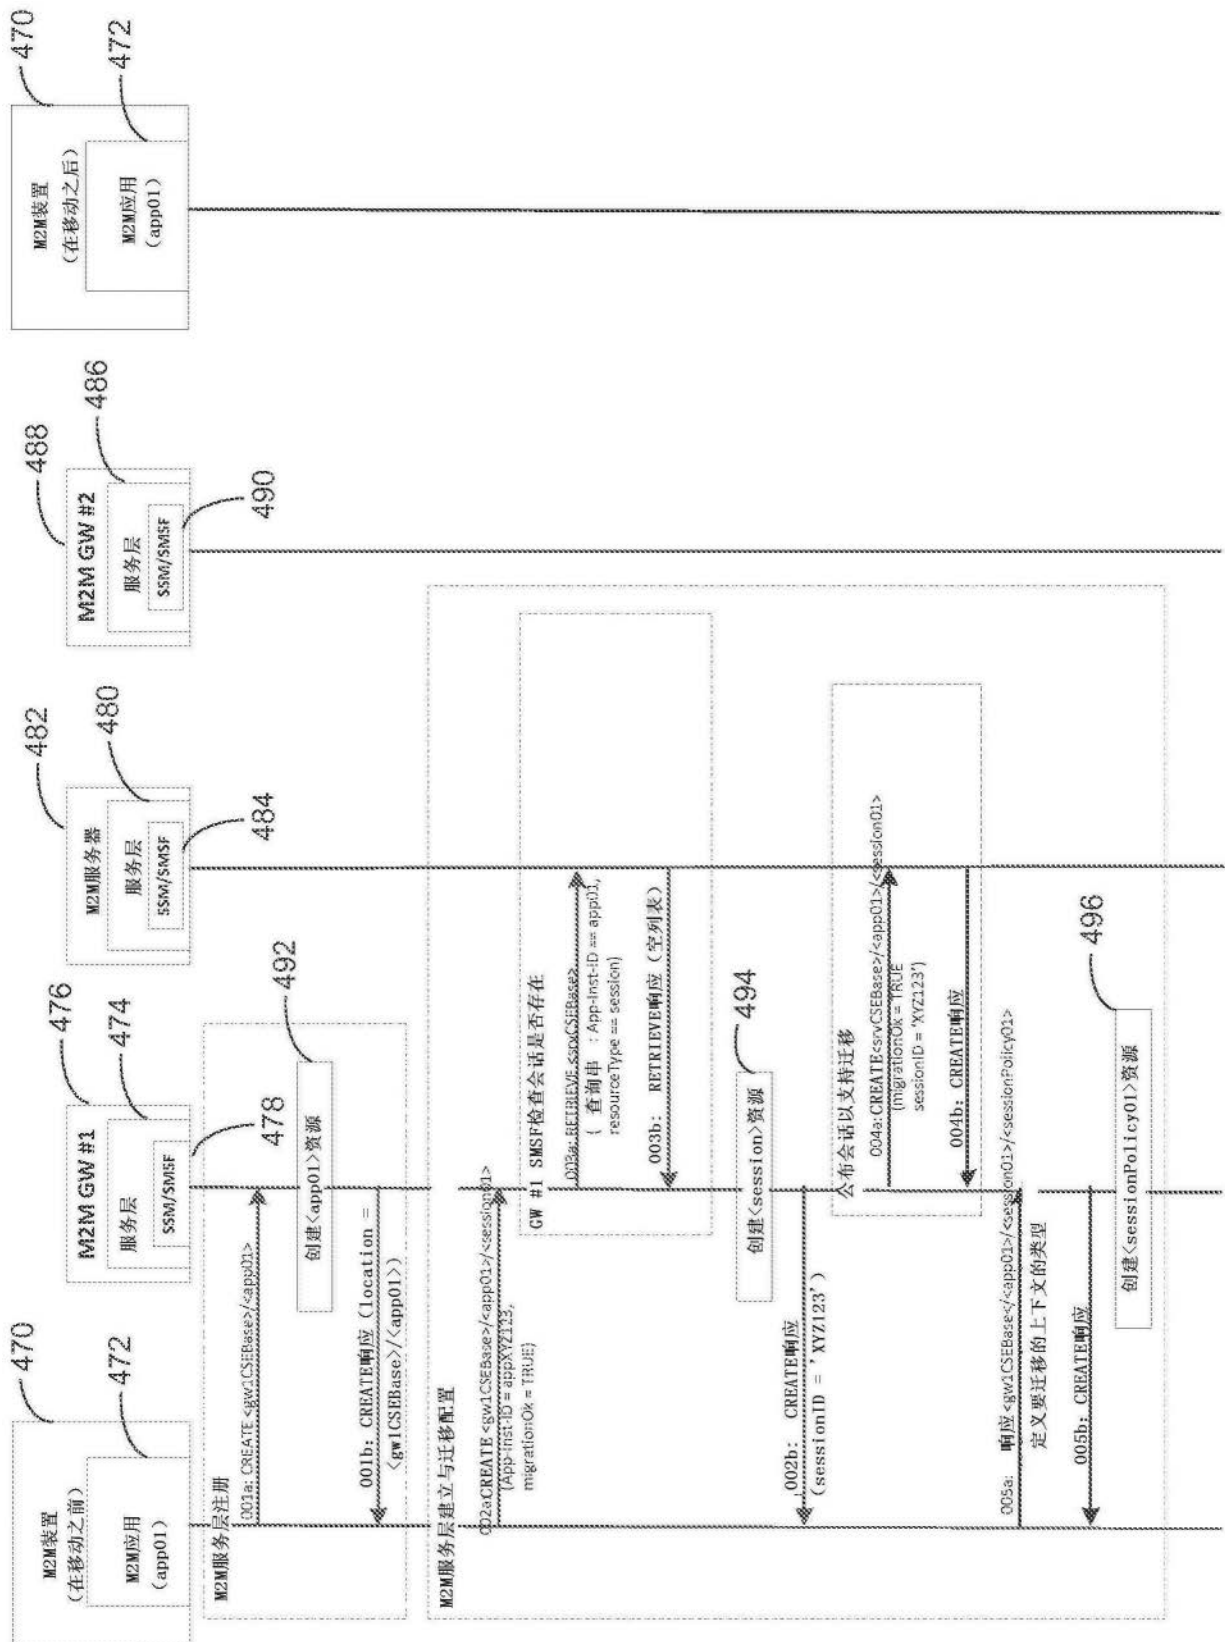 470
M2M装置
(在移动之前)
472
M2M应用
(app01)
476
M2M GW #1
474
服务层
SSM/SMSF
478
482
M2M服务器
480
服务层
SSM/SMSF
484
488
M2M GW #2
486
服务层
SSM/SMSF
490
470
M2M装置
(在移动之后)
472
M2M应用
(app01)
M2M服务层注册
001a: CREATE <gw1CSEBase>/<app01>
492
创建<app01>资源
001b: CREATE响应 (location =
<gw1CSEBase>/<app01>)
M2M服务层建立与迁移配置
002a:CREATE <gw1CSEBase>/<app01>/<session01>
(App-Inst-ID = appXYZ123,
migrationOk = TRUE)
GW #1 SMSF检查会话是否存在
003a: RETRIEVE <srvCSEBase>
( 查询串 : App-Inst-ID == app01,
resourceType == session)
003b: RETRIEVE响应 (空列表)
494
创建<session>资源
002b: CREATE响应
(sessionID = 'XYZ123')
公布会话以支持迁移
004a:CREATE<srvCSEBase>/<app01>/<session01>
(migrationOk = TRUE
sessionID = 'XYZ123')
004b: CREATE响应
005a: 响应 <gw1CSEBase</<app01>/<session01>/<sessionPolicy01>
定义要迁移的上下文的类型
005b: CREATE响应
496
创建<sessionPolicy01>资源